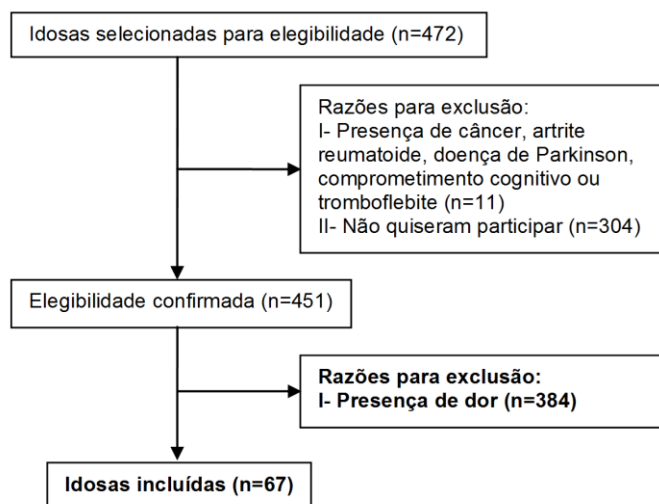 Idosas selecionadas para elegibilidade (n=472)
Razões para exclusão:
I- Presença de câncer, artrite
reumatoide, doença de Parkinson,
comprometimento cognitivo ou
tromboflebite (n=11)
II- Não quiseram participar (n=304)
Elegibilidade confirmada (n=451)
Razões para exclusão:
I- Presença de dor (n=384)
Idosas incluídas (n=67)